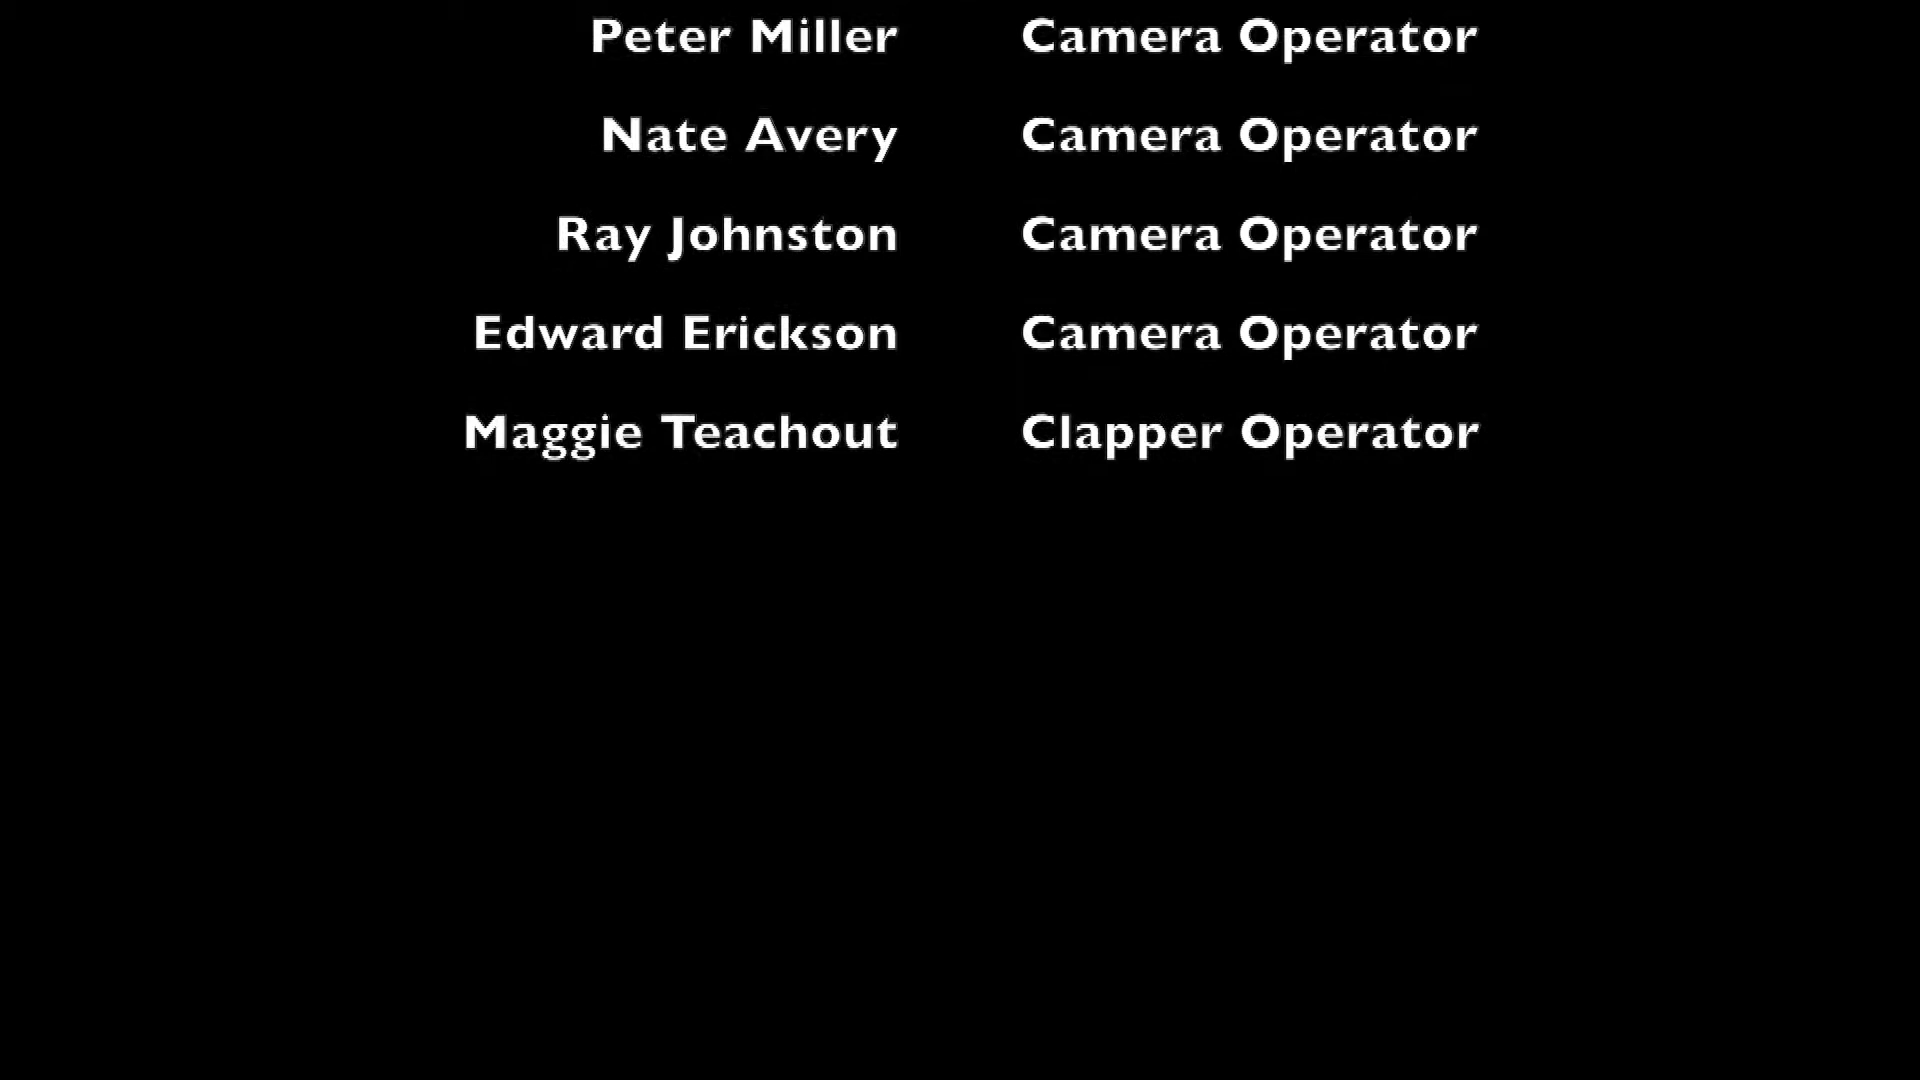 Peter Miller Camera Operator
Nate Avery Camera Operator
Ray Johnston Camera Operator
Edward Erickson Camera Operator
Maggie Teachout Clapper Operator